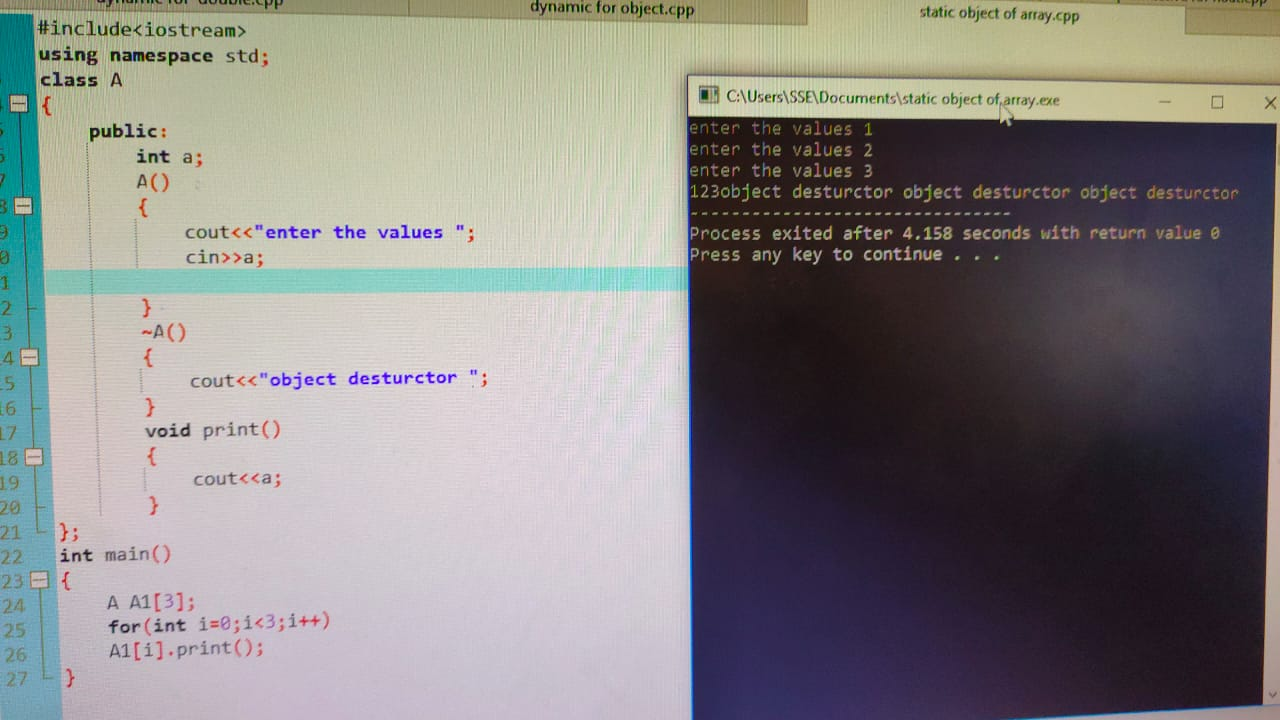 dynamic for double.cpp
dynamic for object.cpp
static object of array.cpp
#include<iostream>
using namespace std;
class A
{
public:
int a;
A()
{
cout<<"enter the values ";
cin>>a;
}
~A()
{
cout<<"object desturctor ";
}
void print()
{
cout<<a;
}
};
int main()
{
A A1[3];
for(int i=0;i<3;i++)
A1[i].print();
}
C:\Users\SSE\Documents\static object of array.exe
enter the values 1
enter the values 2
enter the values 3
123object desturctor object desturctor object desturctor
--------------------------------
Process exited after 4.158 seconds with return value 0
Press any key to continue . . .